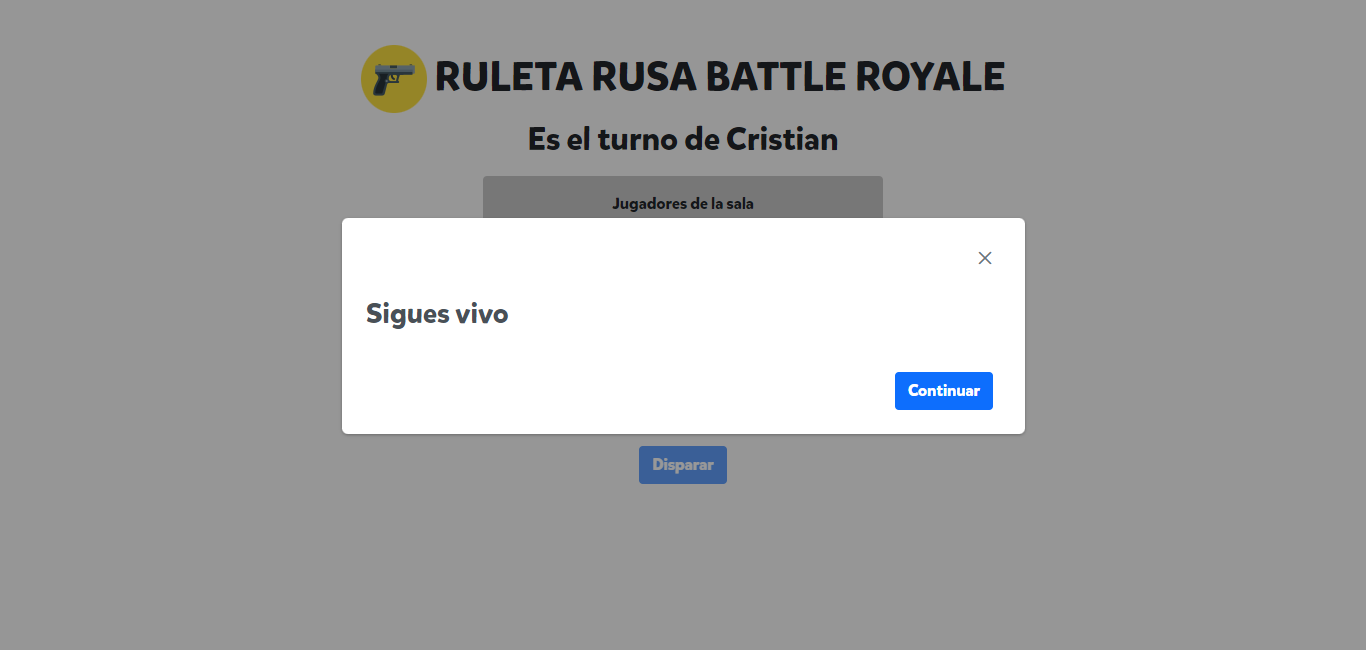 RULETA RUSA BATTLE ROYALE
Es el turno de Cristian
Jugadores de la sala
Sigues vivo
Continuar
Disparar